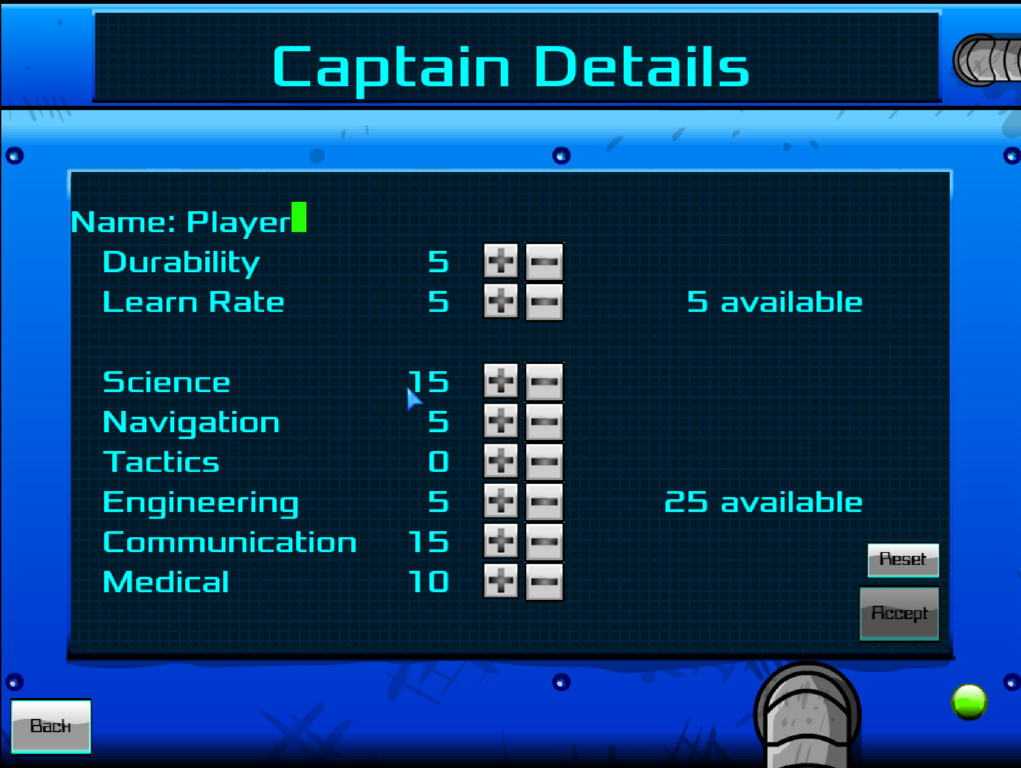 Captain Details
Name: Player
Durability 5
Learn Rate 5 5 available
Science 15
Navigation 5
Tactics 0
Engineering 5 25 available
Communication 15
Medical 10
Reset
Accept
Back